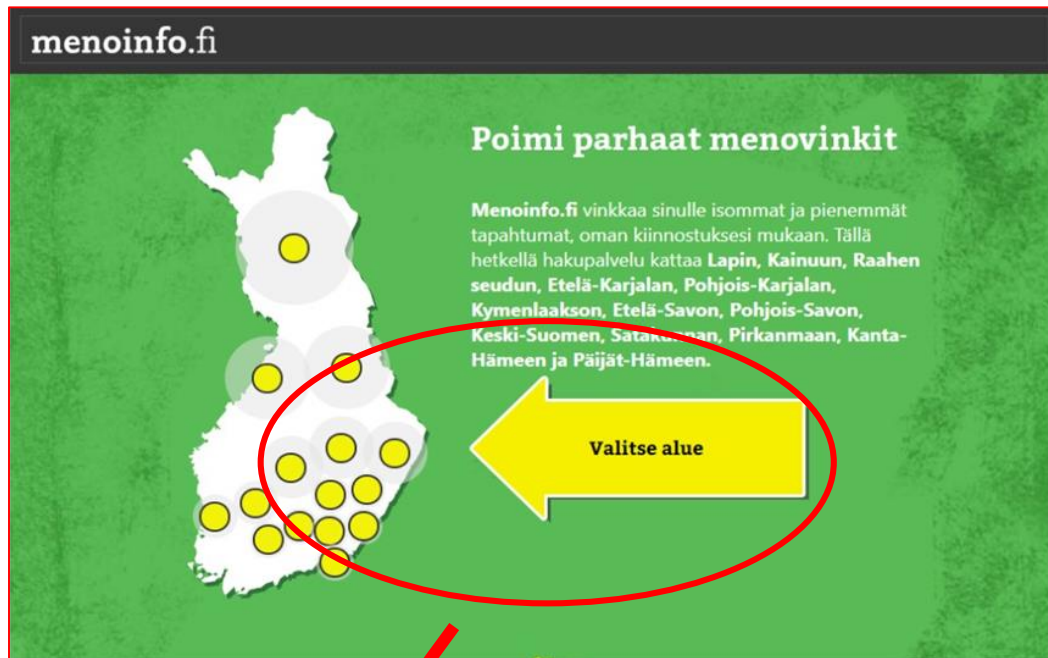 menoinfo.fi
Poimi parhaat menovinkit
Menoinfo.fi vinkkaa sinulle isommat ja pienemmät
tapahtumat, oman kiinnostuksesi mukaan. Tällä
hetkellä hakupalvelu kattaa Lapin, Kainuun, Raahen
seudun, Etelä-Karjalan, Pohjois-Karjalan,
Kymenlaakson, Etelä-Savon, Pohjois-Savon,
Keski-Suomen, Satakunnan, Pirkanmaan, Kanta-
Hämeen ja Päijät-Hämeen.
Valitse alue